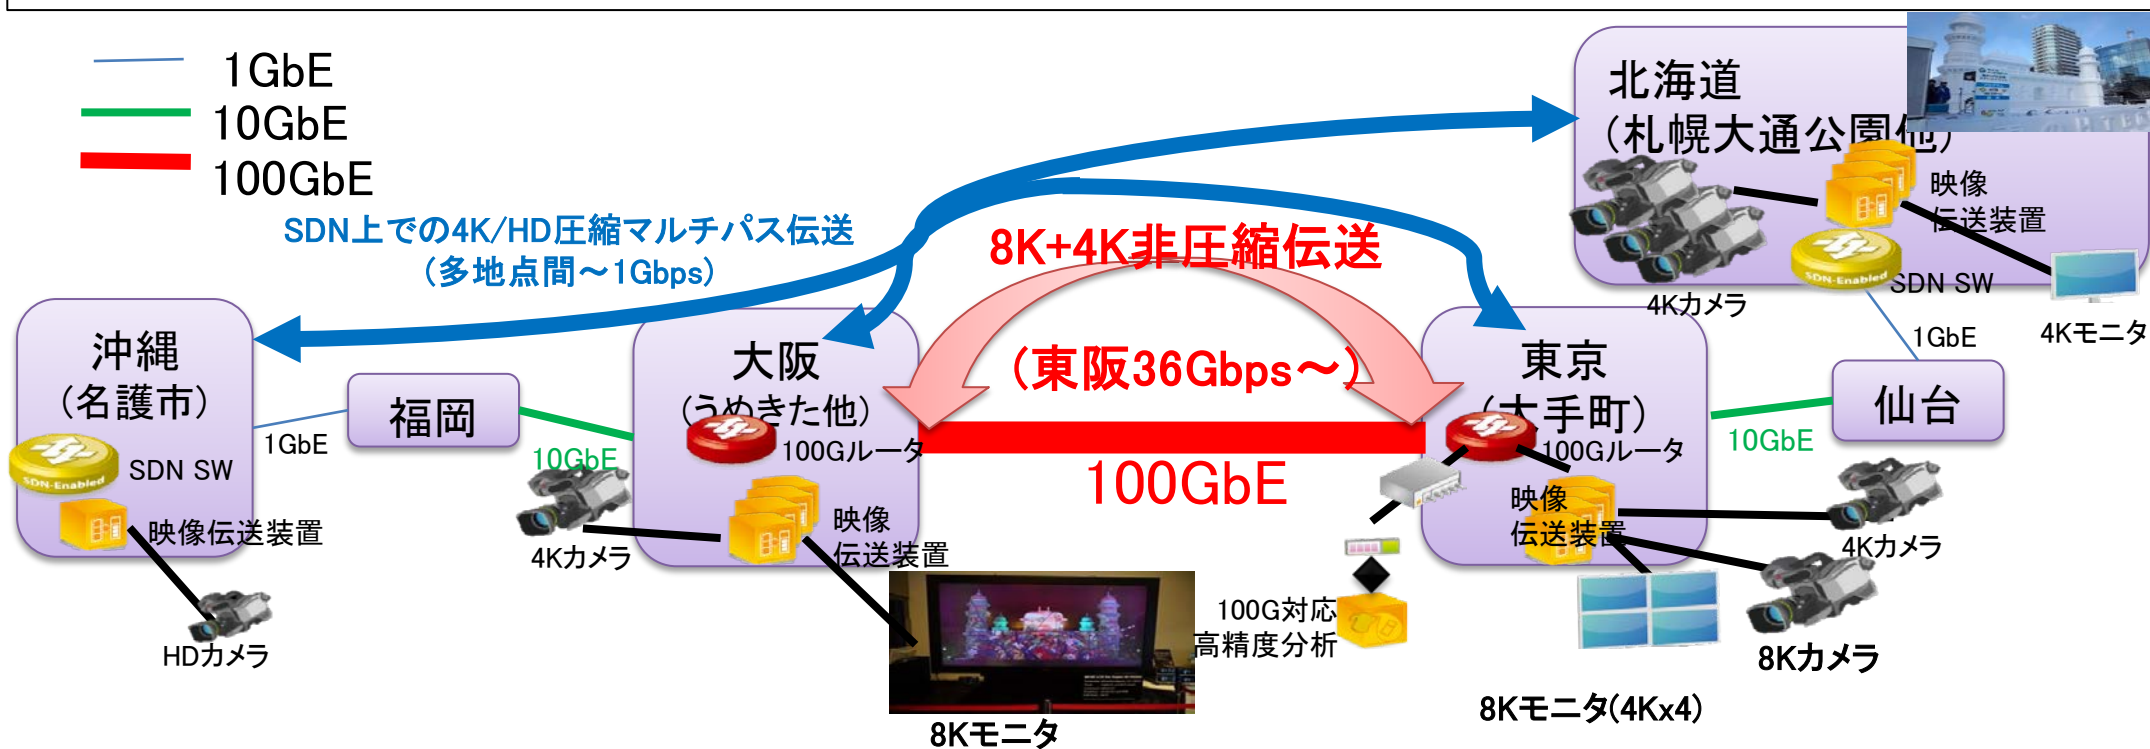 1GbE
10GbE
100GbE
SDN上での4K/HD圧縮マルチパス伝送
(多地点間～1Gbps)
8K+4K非圧縮伝送
(東阪36Gbps～)
100GbE
沖縄
(名護市)
SDN-Enabled
SDN SW
映像伝送装置
HDカメラ
1GbE
福岡
10GbE
大阪
(うめきた他)
100Gルータ
映像
伝送装置
4Kカメラ
8Kモニタ
東京
(大手町)
100Gルータ
映像
伝送装置
100G対応
高精度分析
8Kモニタ(4Kx4)
8Kカメラ
4Kカメラ
10GbE
仙台
1GbE
北海道
(札幌大通公園他)
映像
伝送装置
SDN-Enabled
SDN SW
4Kカメラ
4Kモニタ